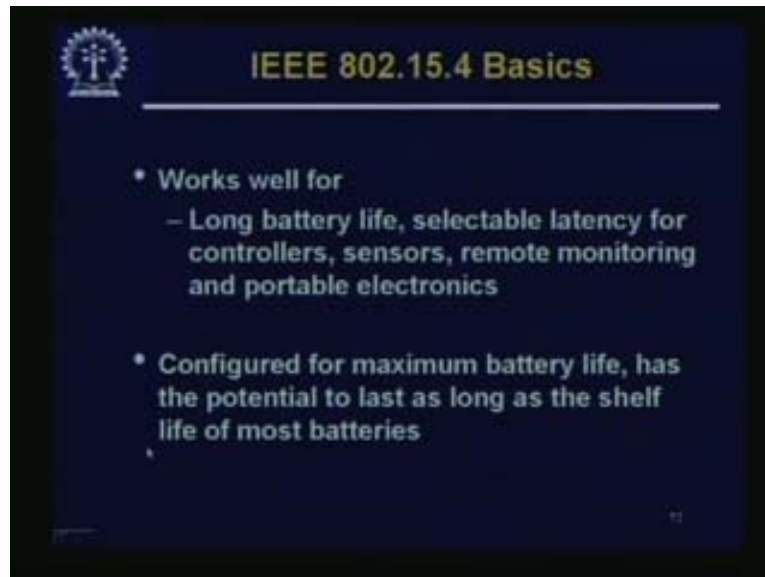 IEEE 802.15.4 Basics
• Works well for
– Long battery life, selectable latency for
controllers, sensors, remote monitoring
and portable electronics
• Configured for maximum battery life, has
the potential to last as long as the shelf
life of most batteries